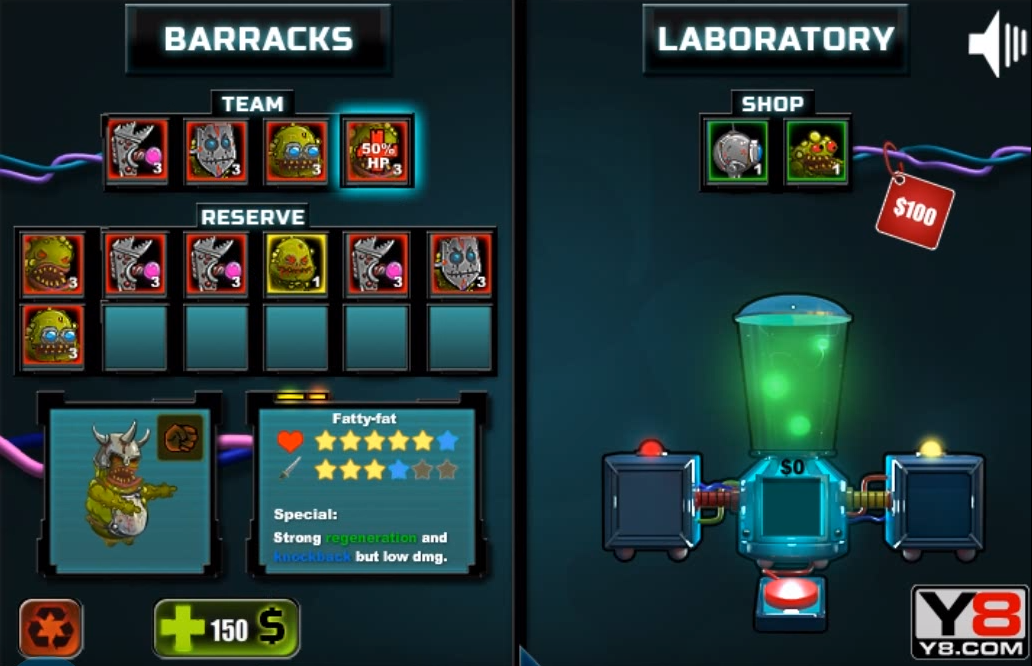 BARRACKS
TEAM
3
3
3
50%
HP
3
RESERVE
3
3
3
1
3
3
3
Fatty-fat
Special:
Strong regeneration and
knockback but low dmg.
150 $
LABORATORY
SHOP
1
1
$100
$0
Y8
Y8.COM